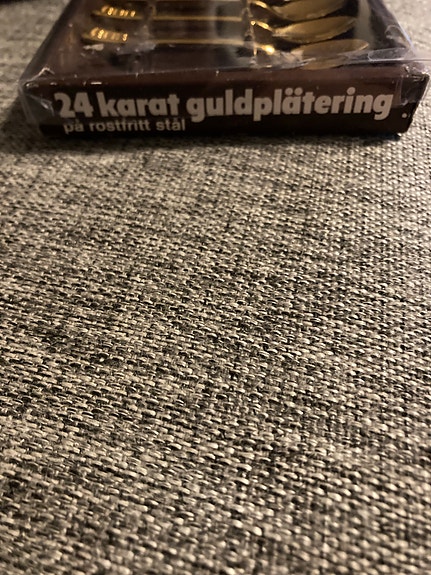 24 karat guldplätering
på rostfritt stål